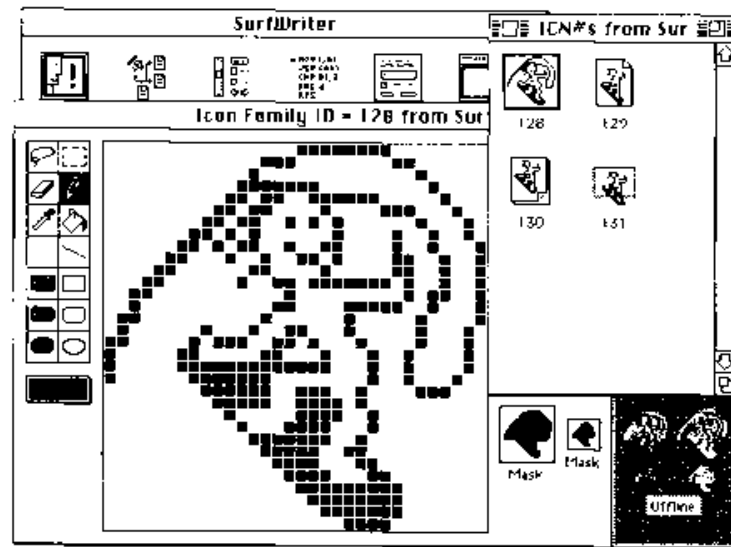 SurfWriter
ICN#s from Sur
Icon Family ID = 128 from Sur
128
129
130
131
Mask
Mask
Offline